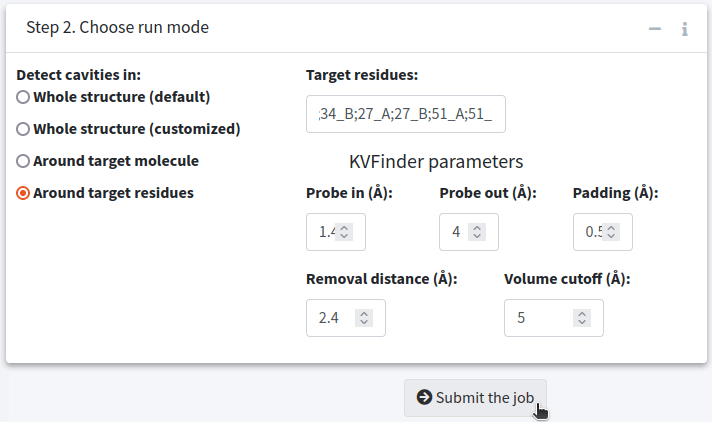 Step 2. Choose run mode
Detect cavities in:
Whole structure (default)
Whole structure (customized)
Around target molecule
Around target residues
Target residues:
;34_B;27_A;27_B;51_A;51_
KVFinder parameters
Probe in (Å): Probe out (Å): Padding (Å):
1.4 4 0.5
Removal distance (Å): Volume cutoff (Å):
2.4 5
Submit the job